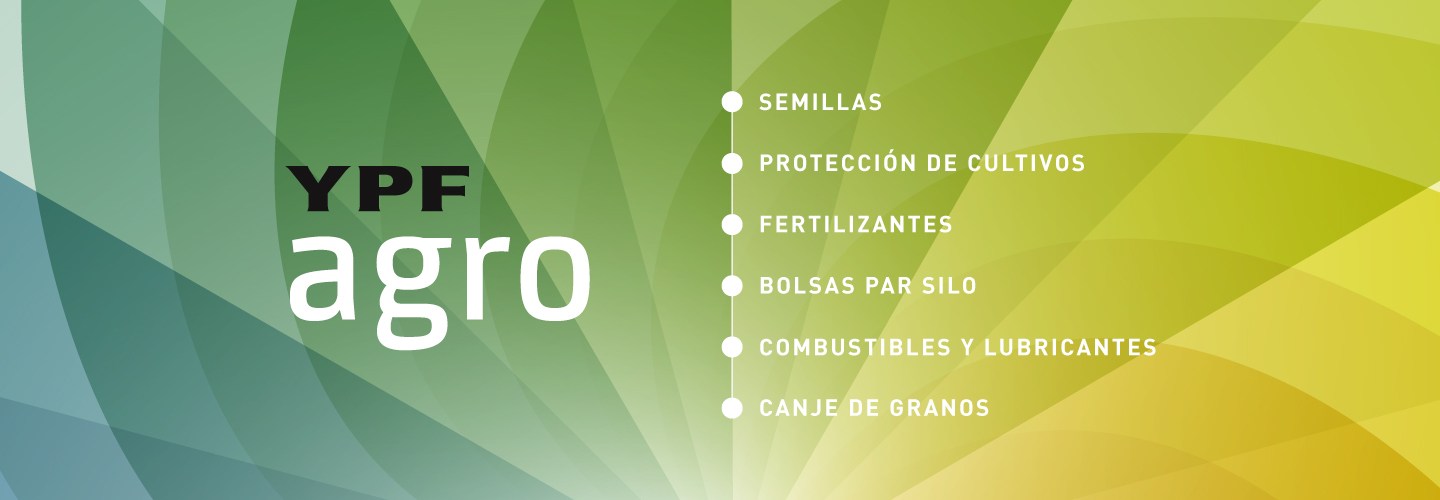 YPF
agro
SEMILLAS
PROTECCIÓN DE CULTIVOS
FERTILIZANTES
BOLSAS PAR SILO
COMBUSTIBLES Y LUBRICANTES
CANJE DE GRANOS